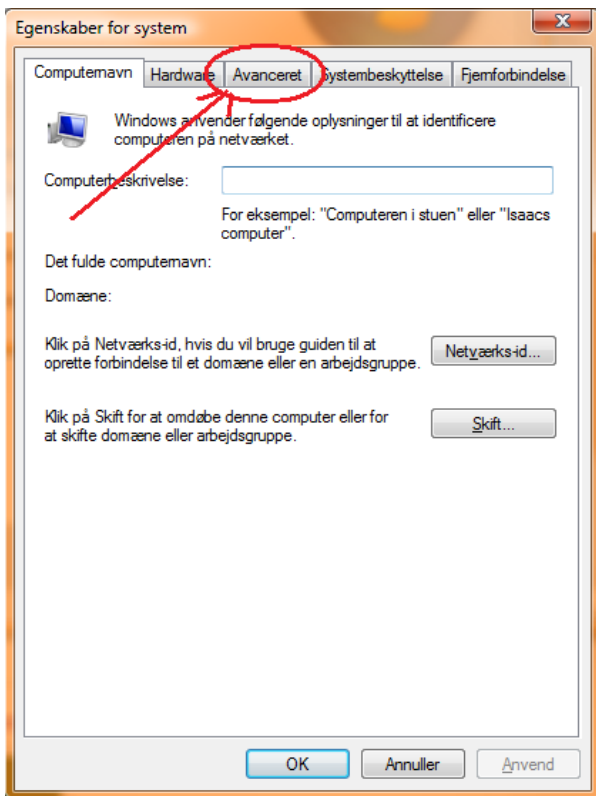 Egenskaber for system
Computernavn Hardware Avanceret Systembeskyttelse Fjernforbindelse
Windows anvender følgende oplysninger til at identificere
computeren på netværket.
Computerbeskrivelse:
For eksempel: "Computeren i stuen" eller "Isaacs
computer".
Det fulde computernavn:
Domæne:
Klik på Netværks-id, hvis du vil bruge guiden til at
oprette forbindelse til et domæne eller en arbejdsgruppe.
Netværks-id...
Klik på Skift for at omdøbe denne computer eller for
at skifte domæne eller arbejdsgruppe.
Skift...
OK Annuller Anvend